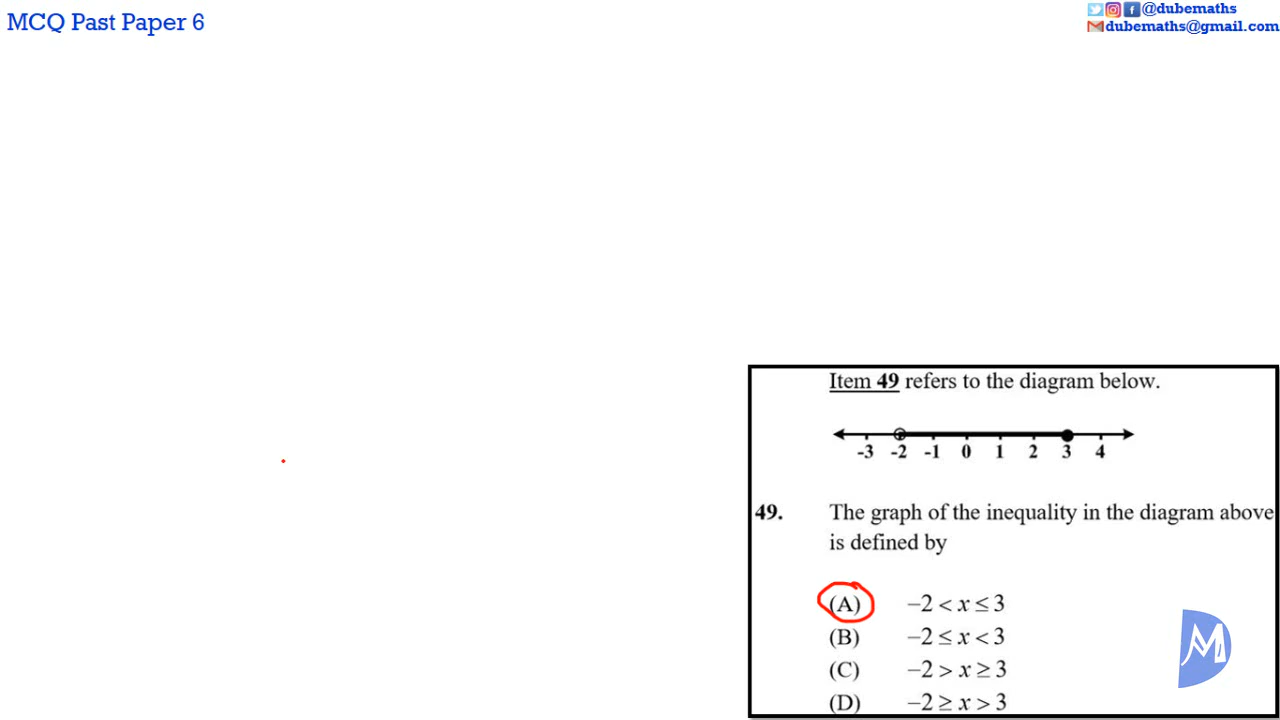 MCQ Past Paper 6
@dubemaths
dubemaths@gmail.com
Item 49 refers to the diagram below.
-3 -2 -1 0 1 2 3 4
49. The graph of the inequality in the diagram above
is defined by
(A) –2 < x ≤ 3
(B) –2 ≤ x < 3
(C) –2 > x ≥ 3
(D) –2 ≥ x > 3
DM